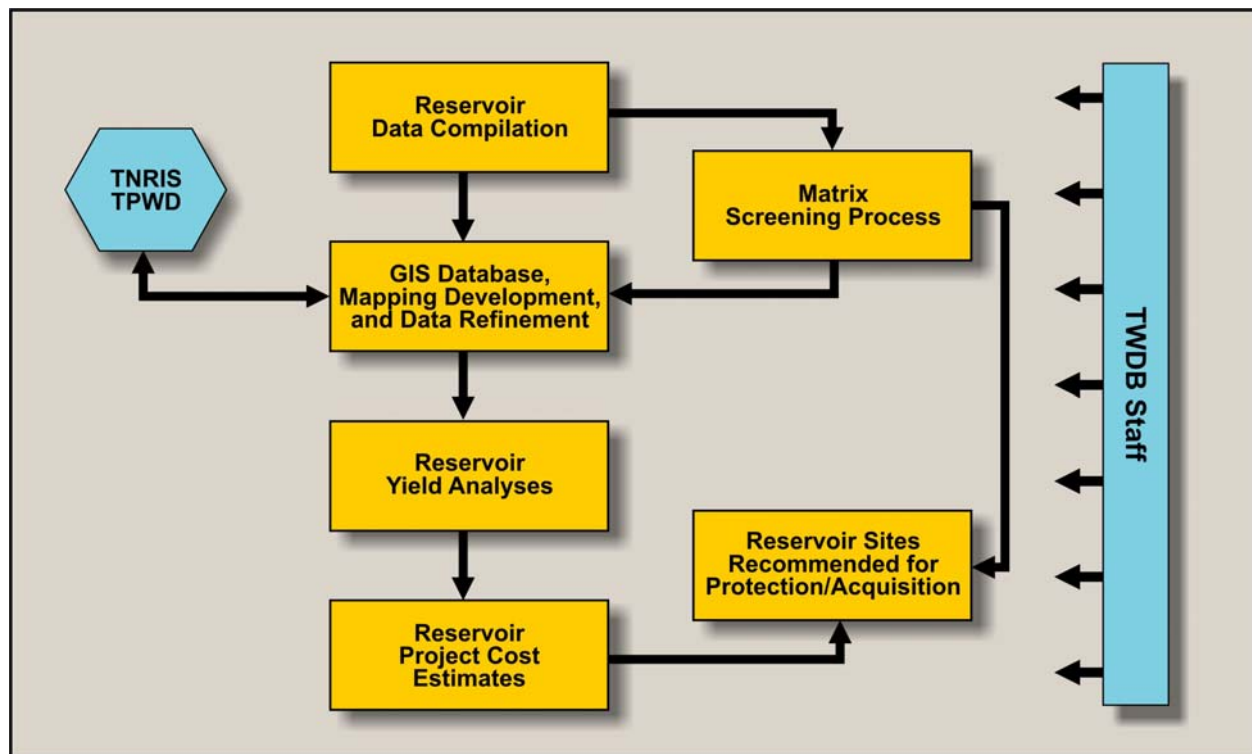 Reservoir
Data Compilation
TNRIS
TPWD
Matrix
Screening Process
GIS Database,
Mapping Development,
and Data Refinement
TWDB Staff
Reservoir
Yield Analyses
Reservoir Sites
Recommended for
Protection/Acquisition
Reservoir
Project Cost
Estimates